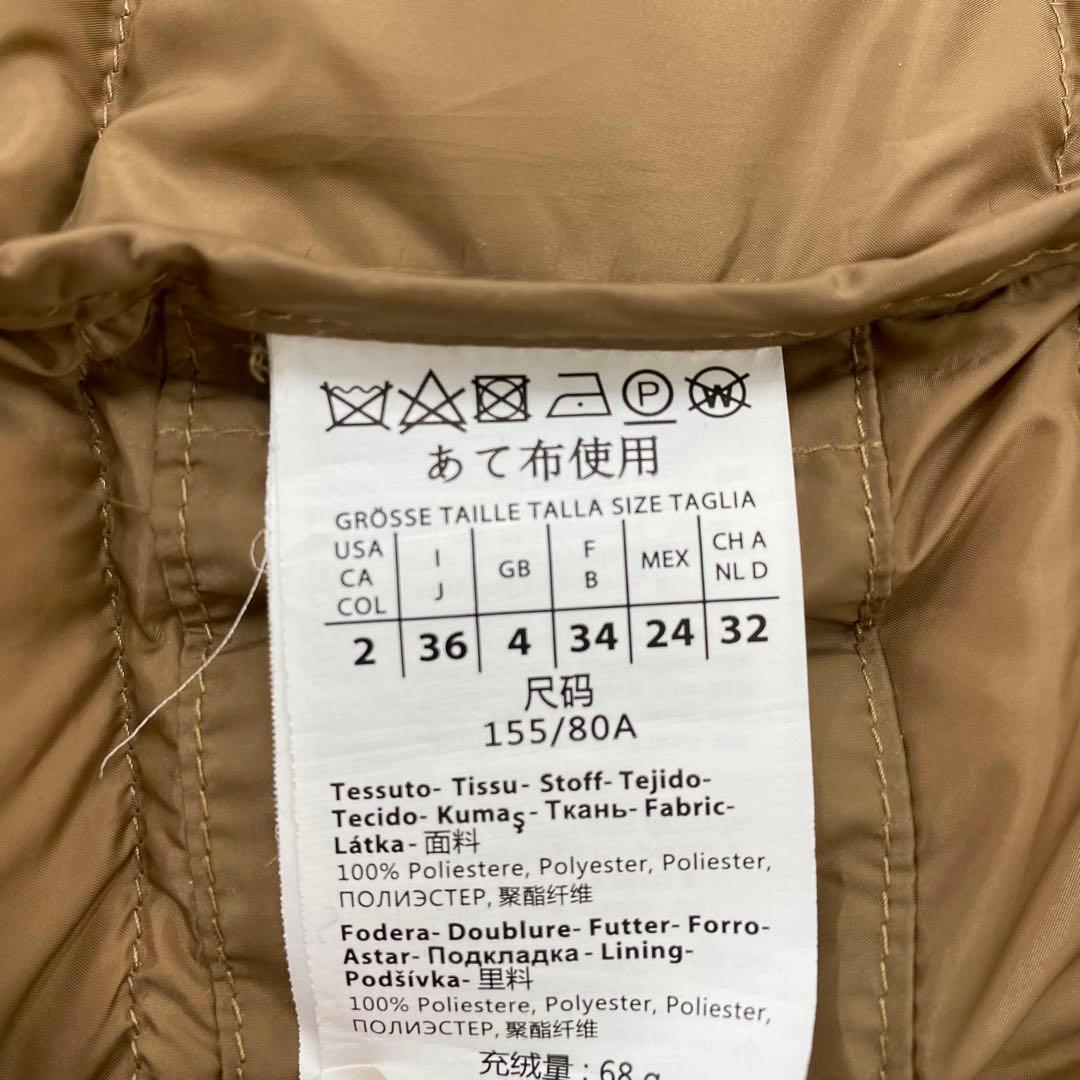 P W
あて布使用
GRÖSSE TAILLE TALLA SIZE TAGLIA
USA CA COL I J GB F B MEX CH A NL D
2 36 4 34 24 32
尺码
155/80A
Tessuto- Tissu- Stoff- Tejido-
Tecido- Kumaş- Ткань- Fabric-
Látka- 面料
100% Poliestere, Polyester, Poliester,
ПОЛИЭСТЕР, 聚酯纤维
Fodera- Doublure- Futter- Forro-
Astar- Подкладка- Lining-
Podšívka- 里料
100% Poliestere, Polyester, Poliester,
ПОЛИЭСТЕР, 聚酯纤维
充绒量: 68 g